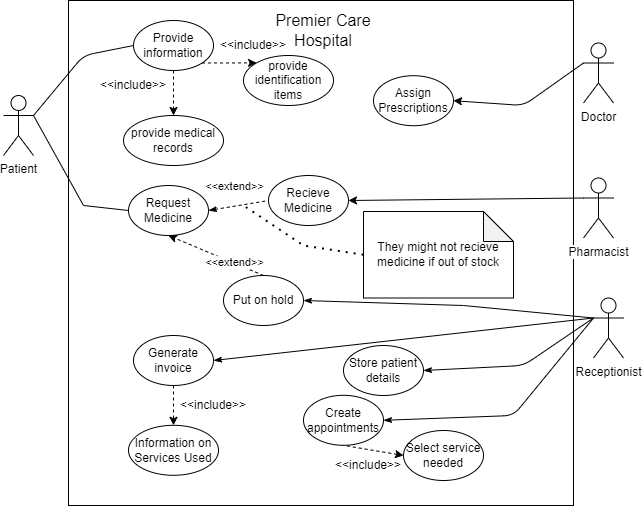 Premier Care
Hospital
Provide
information
<<include>>
provide
identification
items
<<include>>
provide medical
records
Assign
Prescriptions
Doctor
Patient
Request
Medicine
<<extend>>
Recieve
Medicine
They might not recieve
medicine if out of stock
Pharmacist
<<extend>>
Put on hold
Generate
invoice
Store patient
details
Receptionist
<<include>>
Create
appointments
Information on
Services Used
Select service
needed
<<include>>